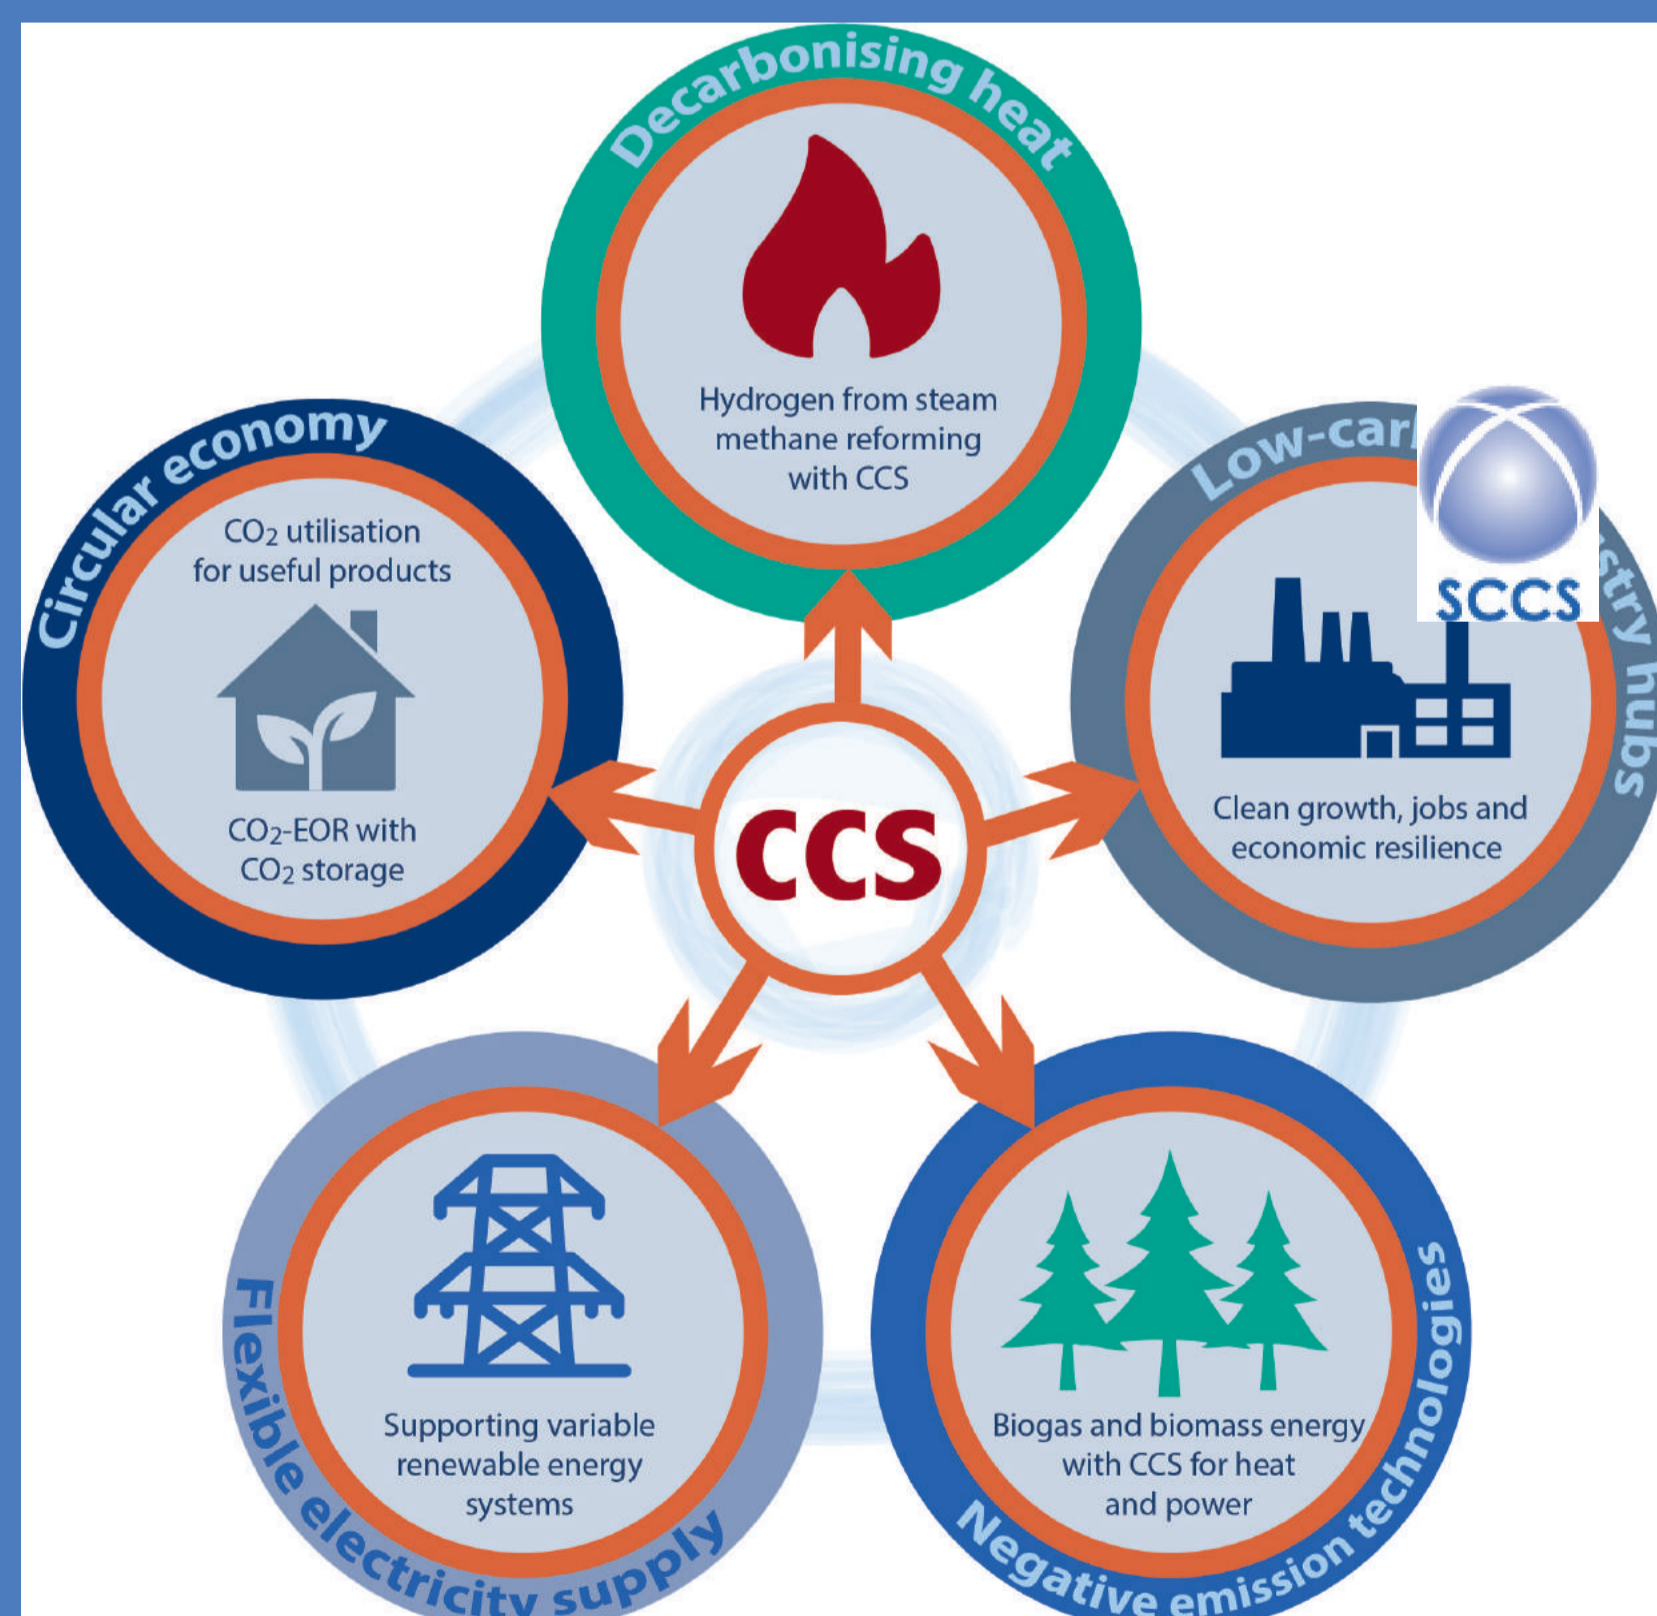 Decarbonising heat
Hydrogen from steam
methane reforming
with CCS
Circular economy
CO2 utilisation
for useful products
CO2-EOR with
CO2 storage
Low-
hubs
SCCS
Clean growth, jobs and
economic resilience
CCS
Flexible electricity supply
Supporting variable
renewable energy
systems
Negative emission technologies
Biogas and biomass energy
with CCS for heat
and power